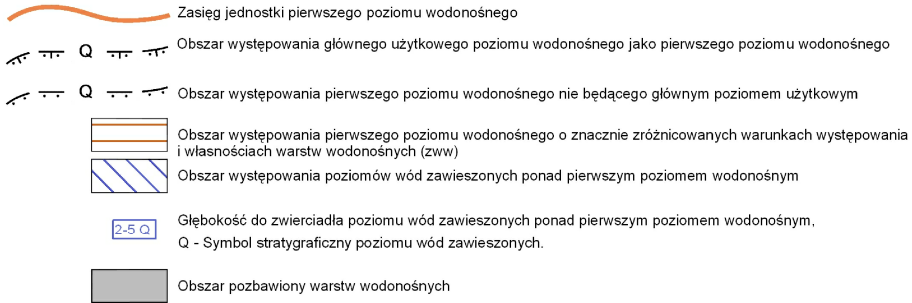 Zasięg jednostki pierwszego poziomu wodonośnego
Q Obszar występowania głównego użytkowego poziomu wodonośnego jako pierwszego poziomu wodonośnego
Q Obszar występowania pierwszego poziomu wodonośnego nie będącego głównym poziomem użytkowym
Obszar występowania pierwszego poziomu wodonośnego o znacznie zróżnicowanych warunkach występowania
i własnościach warstw wodonośnych (zww)
Obszar występowania poziomów wód zawieszonych ponad pierwszym poziomem wodonośnym
2-5 Q Głębokość do zwierciadła poziomu wód zawieszonych ponad pierwszym poziomem wodonośnym,
Q - Symbol stratygraficzny poziomu wód zawieszonych.
Obszar pozbawiony warstw wodonośnych